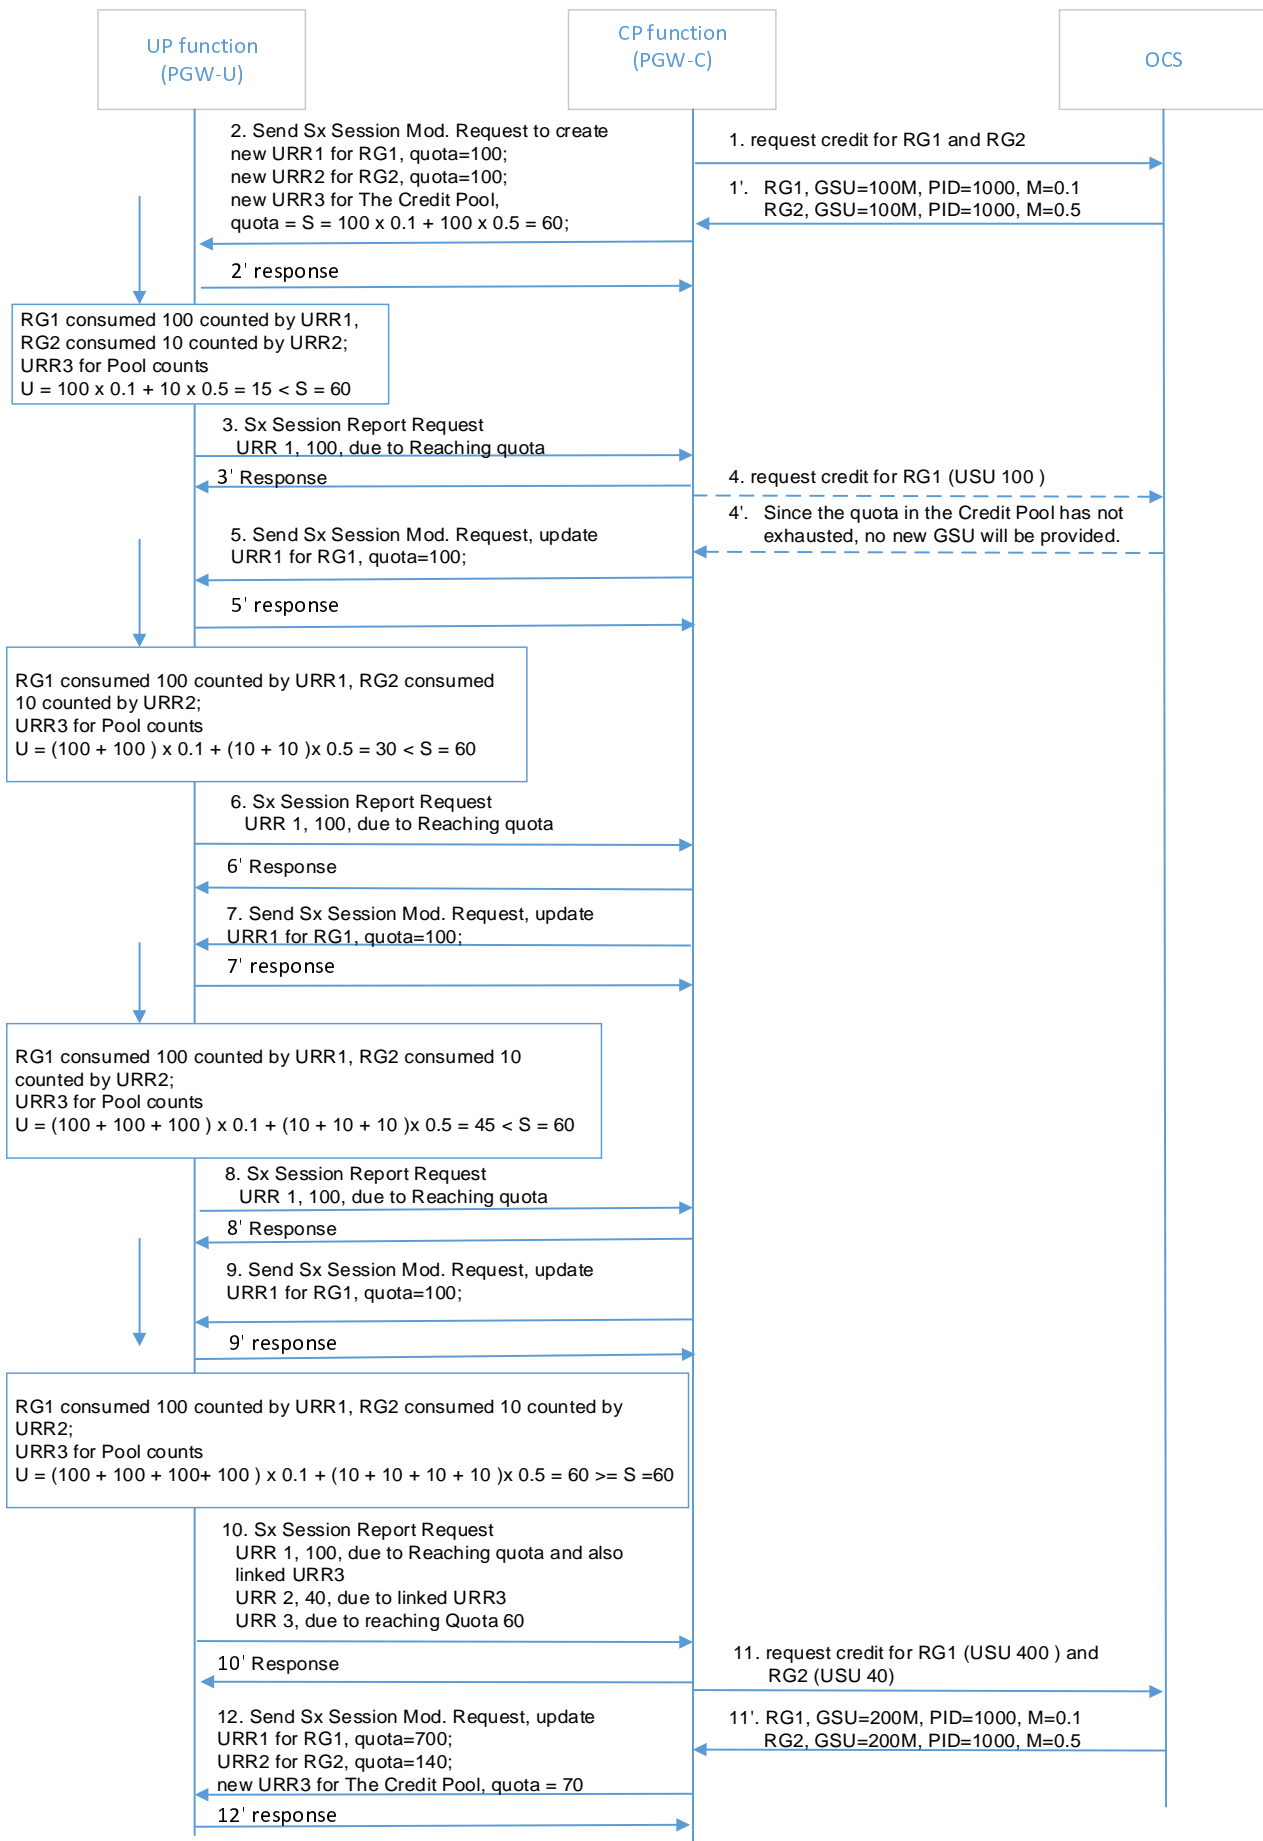 UP function
(PGW-U)
CP function
(PGW-C)
OCS
2. Send Sx Session Mod. Request to create
new URR1 for RG1, quota=100;
new URR2 for RG2, quota=100;
new URR3 for The Credit Pool,
quota = S = 100 x 0.1 + 100 x 0.5 = 60;
1. request credit for RG1 and RG2
1'. RG1, GSU=100M, PID=1000, M=0.1
RG2, GSU=100M, PID=1000, M=0.5
2' response
RG1 consumed 100 counted by URR1,
RG2 consumed 10 counted by URR2;
URR3 for Pool counts
U = 100 x 0.1 + 10 x 0.5 = 15 < S = 60
3. Sx Session Report Request
URR 1, 100, due to Reaching quota
3' Response
4. request credit for RG1 (USU 100 )
4'. Since the quota in the Credit Pool has not
exhausted, no new GSU will be provided.
5. Send Sx Session Mod. Request, update
URR1 for RG1, quota=100;
5' response
RG1 consumed 100 counted by URR1, RG2 consumed
10 counted by URR2;
URR3 for Pool counts
U = (100 + 100 ) x 0.1 + (10 + 10 )x 0.5 = 30 < S = 60
6. Sx Session Report Request
URR 1, 100, due to Reaching quota
6' Response
7. Send Sx Session Mod. Request, update
URR1 for RG1, quota=100;
7' response
RG1 consumed 100 counted by URR1, RG2 consumed 10
counted by URR2;
URR3 for Pool counts
U = (100 + 100 + 100 ) x 0.1 + (10 + 10 + 10 )x 0.5 = 45 < S = 60
8. Sx Session Report Request
URR 1, 100, due to Reaching quota
8' Response
9. Send Sx Session Mod. Request, update
URR1 for RG1, quota=100;
9' response
RG1 consumed 100 counted by URR1, RG2 consumed 10 counted by
URR2;
URR3 for Pool counts
U = (100 + 100 + 100+ 100 ) x 0.1 + (10 + 10 + 10 + 10 )x 0.5 = 60 >= S =60
10. Sx Session Report Request
URR 1, 100, due to Reaching quota and also
linked URR3
URR 2, 40, due to linked URR3
URR 3, due to reaching Quota 60
10' Response
11. request credit for RG1 (USU 400 ) and
RG2 (USU 40)
12. Send Sx Session Mod. Request, update
URR1 for RG1, quota=700;
URR2 for RG2, quota=140;
new URR3 for The Credit Pool, quota = 70
11'. RG1, GSU=200M, PID=1000, M=0.1
RG2, GSU=200M, PID=1000, M=0.5
12' response